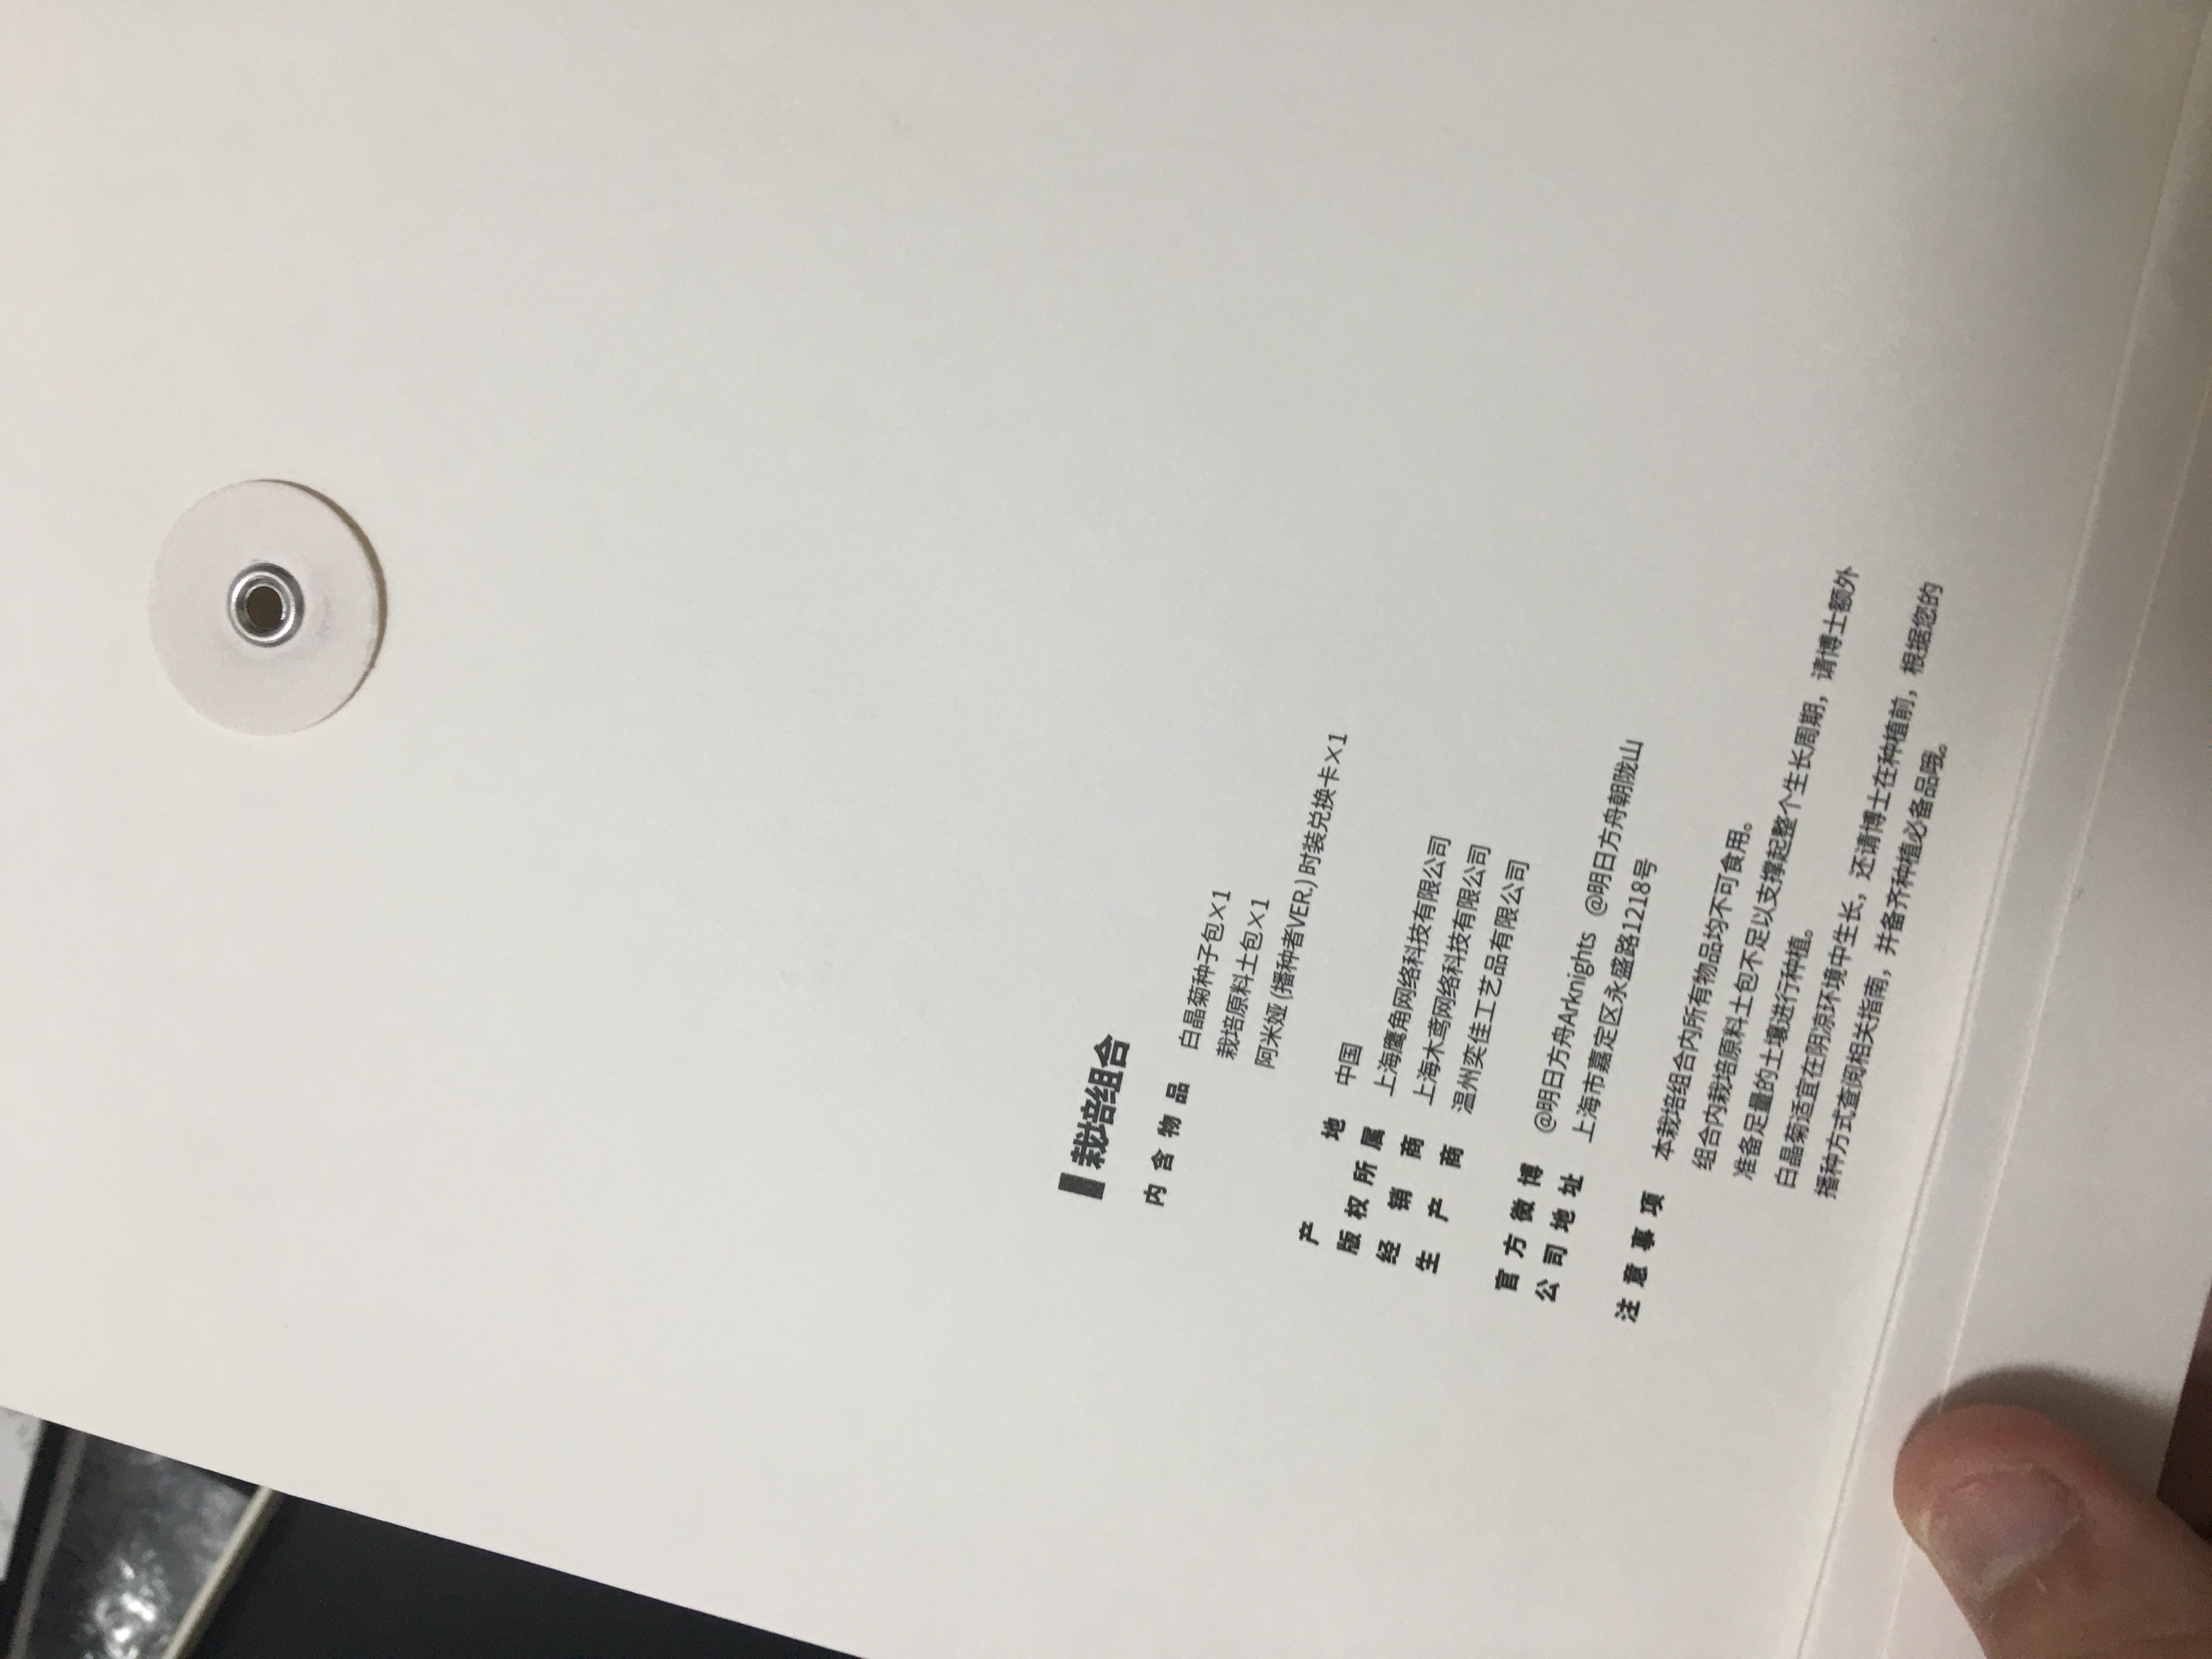 栽培组合
内含物品 白晶菊种子包×1
栽培原料土包×1
阿米娅(播种者VER.)时装兑换卡×1
产地 中国
版权所属 上海鹰角网络科技有限公司
经销商 上海木鸢网络科技有限公司
生产商 温州奕佳工艺品有限公司
官方微博 @明日方舟Arknights @明日方舟朝陇山
公司地址 上海市嘉定区永盛路1218号
注意事项 本栽培组合内所有物品均不可食用。
组合内栽培原料土包不足以支撑起整个生长周期，请博士额外
准备足量的土壤进行种植。
白晶菊适宜在阴凉环境中生长，还请博士在种植前，根据您的
播种方式查阅相关指南，并备齐种植必备品哦。